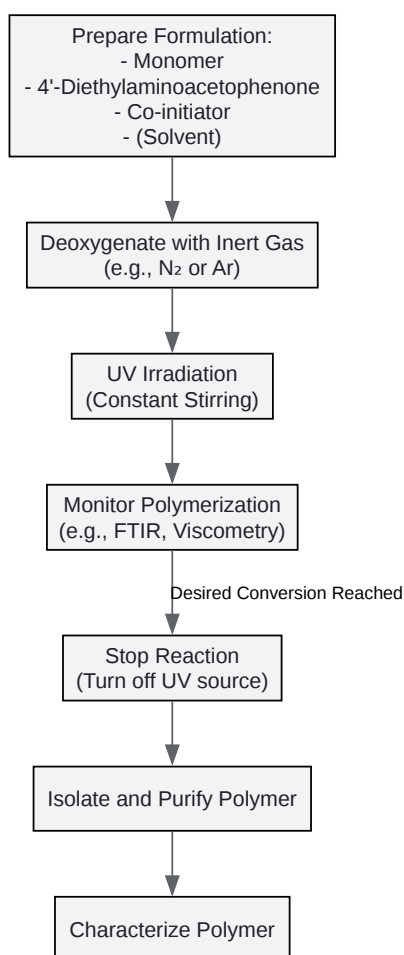 Prepare Formulation:
- Monomer
- 4'-Diethylaminoacetophenone
- Co-initiator
- (Solvent)
Deoxygenate with Inert Gas
(e.g., N₂ or Ar)
UV Irradiation
(Constant Stirring)
Monitor Polymerization
(e.g., FTIR, Viscometry)
Desired Conversion Reached
Stop Reaction
(Turn off UV source)
Isolate and Purify Polymer
Characterize Polymer